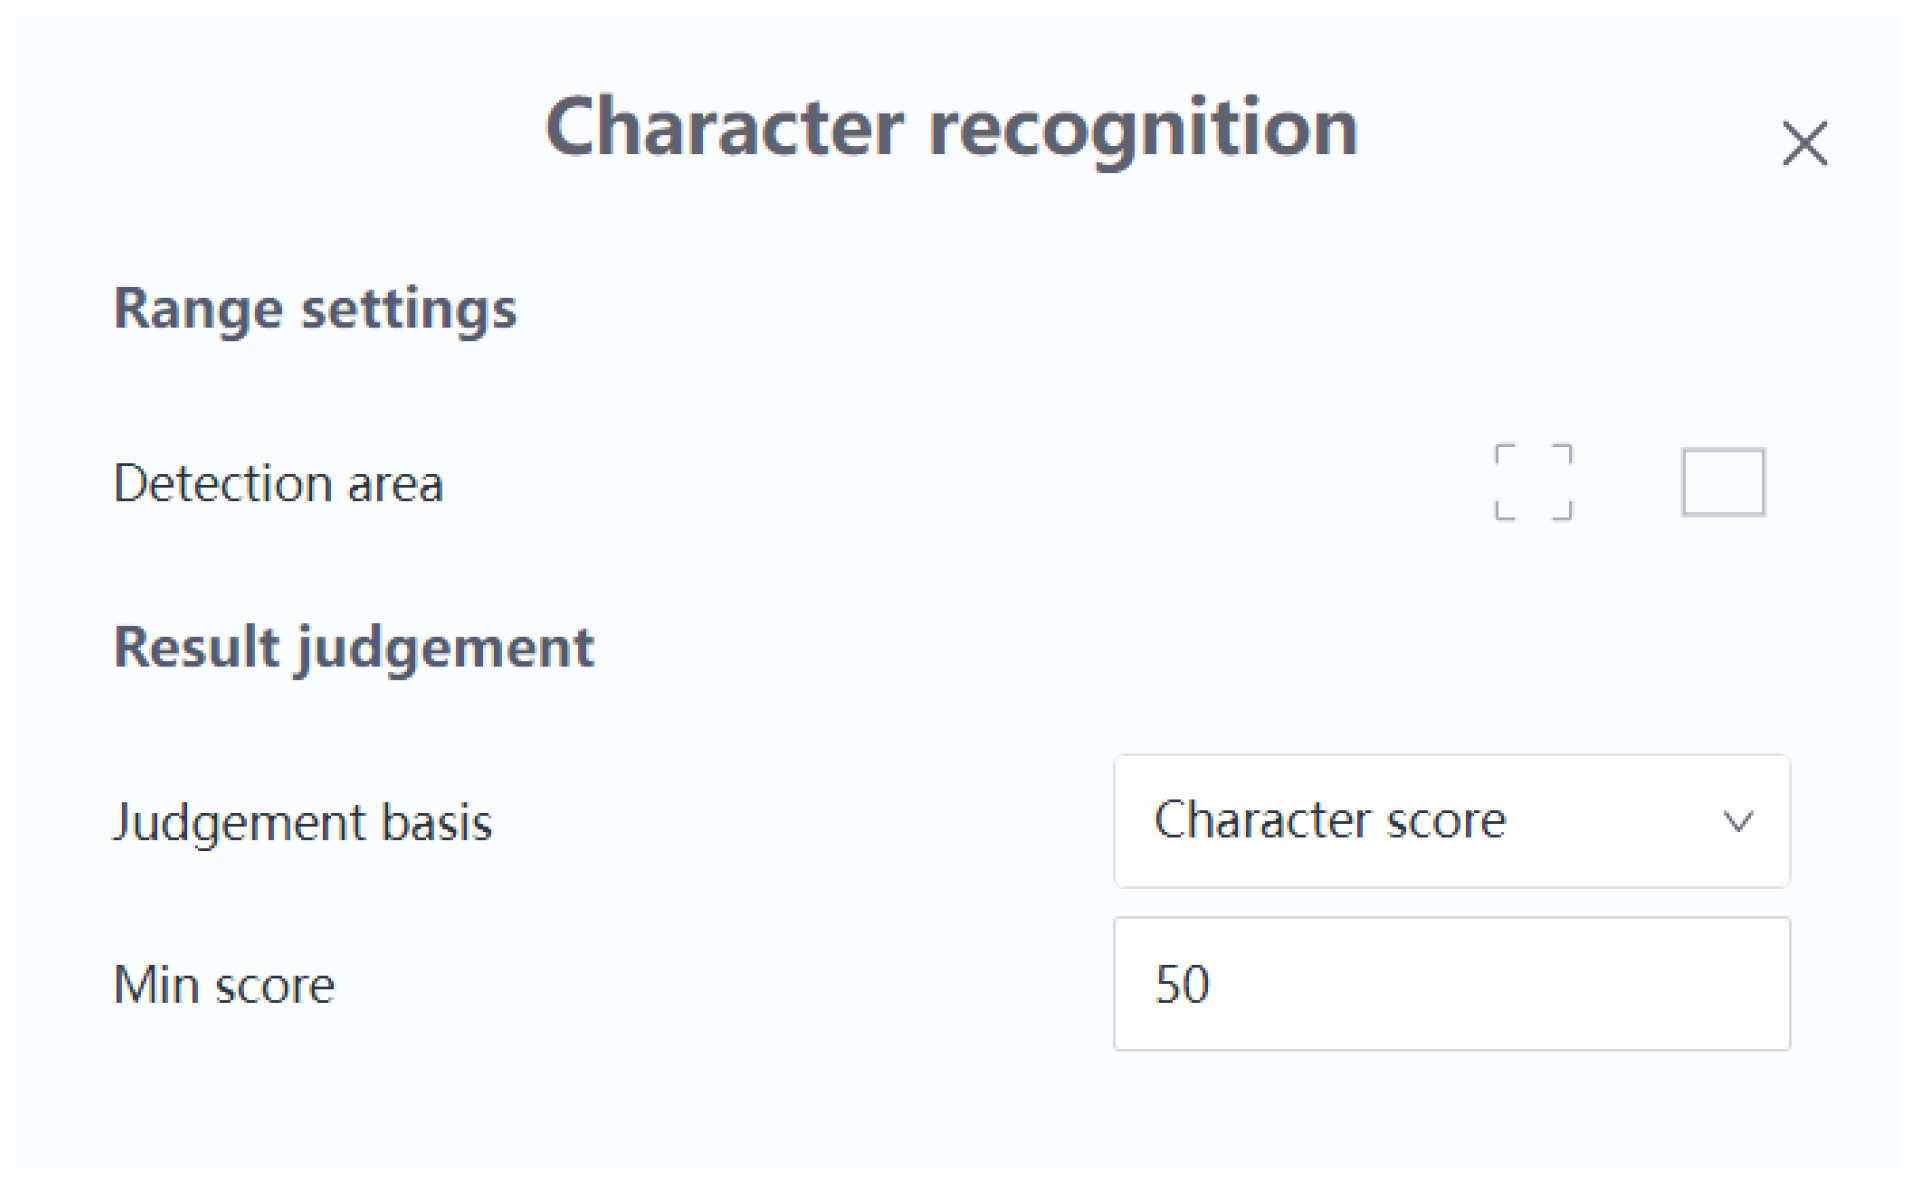 Character recognition
Range settings
Detection area
Result judgement
Judgement basis
Character score
Min score
50